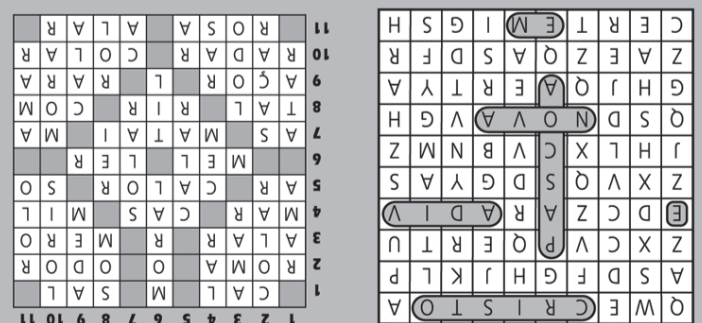 Q W E C R I S T O A
A S D F G H J K L P
Z X C V P Q E R T U
E D C Z A R A D I V
Z X V Q S D G Y A S
J H L X C V B N M Z
Q S D N O V A V G H
G H J Q A E R T Y A
Z A E Z Q A S D F R
C E R T E M I G S H
1 2 3 4 5 6 7 8 9 10 11
1 C A L M S A L
2 R O M A O O D O R
3 A L A R R M E R O
4 M A R C A S M I L
5 A R C A L O R S O
6 M E L L E R
7 A S M A T A I M A
8 T A L R I R C O M
9 A Ç O R L R A R A
10 R A D A R C O L A R
11 R O S A A L A R